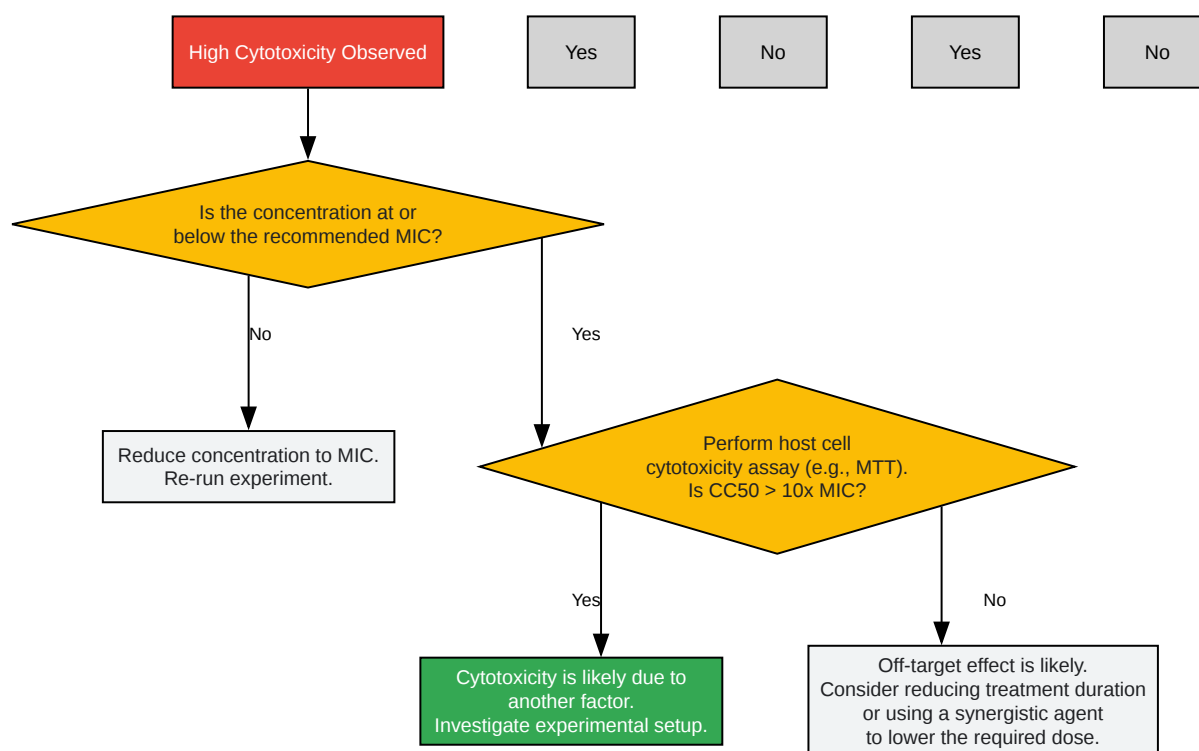 High Cytotoxicity Observed
Yes
No
Yes
No
Is the concentration at or
below the recommended MIC?
No
Yes
Reduce concentration to MIC.
Re-run experiment.
Perform host cell
cytotoxicity assay (e.g., MTT).
Is CC50 > 10x MIC?
Yes
No
Cytotoxicity is likely due to
another factor.
Investigate experimental setup.
Off-target effect is likely.
Consider reducing treatment duration
or using a synergistic agent
to lower the required dose.